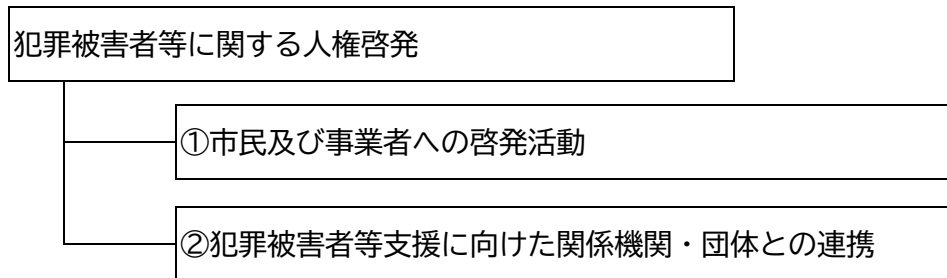 犯罪被害者等に関する人権啓発
①市民及び事業者への啓発活動
②犯罪被害者等支援に向けた関係機関・団体との連携